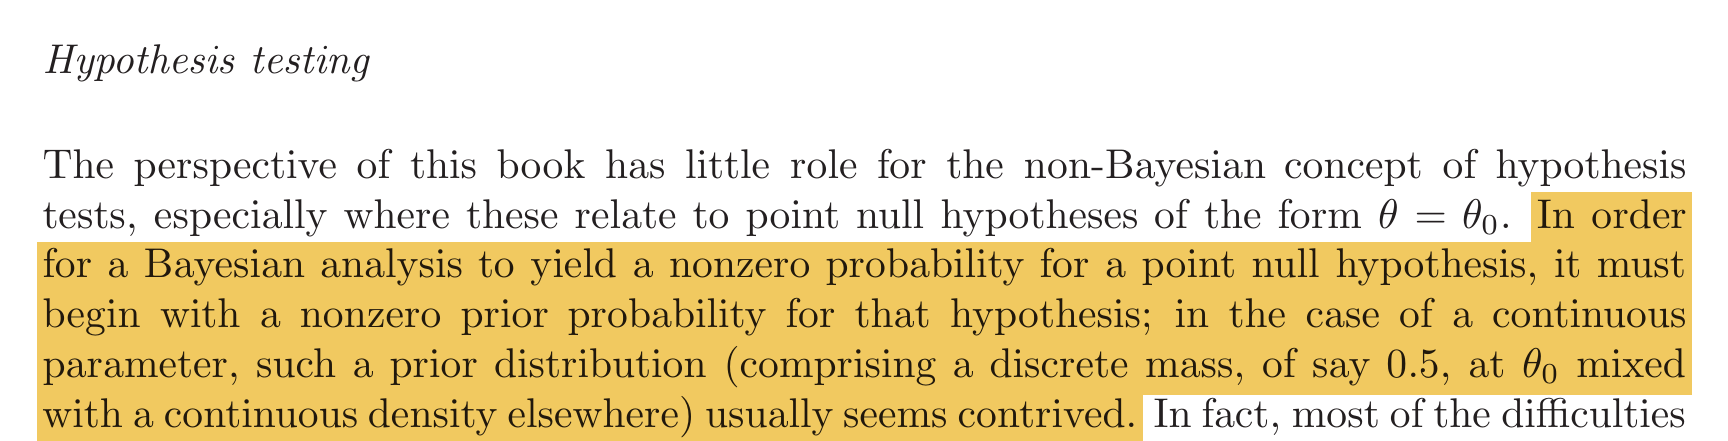 Hypothesis testing
The perspective of this book has little role for the non-Bayesian concept of hypothesis
tests, especially where these relate to point null hypotheses of the form θ = θ₀. In order
for a Bayesian analysis to yield a nonzero probability for a point null hypothesis, it must
begin with a nonzero prior probability for that hypothesis; in the case of a continuous
parameter, such a prior distribution (comprising a discrete mass, of say 0.5, at θ₀ mixed
with a continuous density elsewhere) usually seems contrived. In fact, most of the difficulties